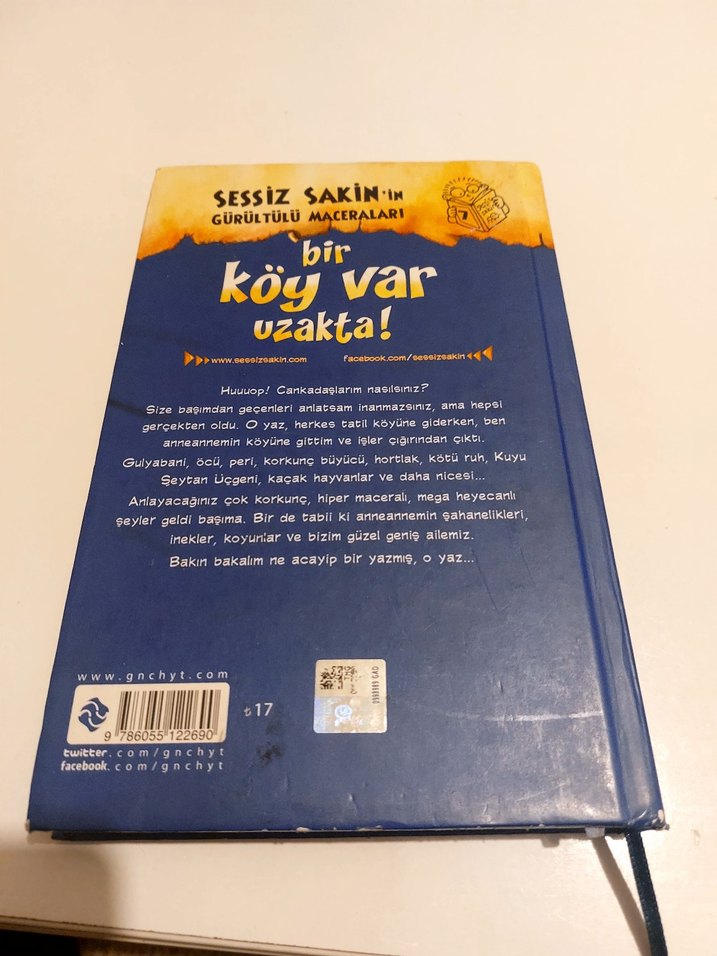 SESSİZ SAKİN'in
GÜRÜLTÜLÜ MACERALARI
bir
köy var
uzakta!
www.sessizsakin.com facebook.com/sessizsakin
Huuuop! Cankadaşlarım nasılsınız?
Size başımdan geçenleri anlatsam inanmazsınız, ama hepsi
gerçekten oldu. O yaz, herkes tatil köyüne giderken, ben
anneannemin köyüne gittim ve işler çığırından çıktı.
Gulyabani, öcü, peri, korkunç büyücü, hortlak, kötü ruh, Kuyu
Şeytan Üçgeni, kaçak hayvanlar ve daha nicesi...
Anlayacağınız çok korkunç, hiper maceralı, mega heyecanlı
şeyler geldi başıma. Bir de tabii ki anneannemin şahanelikleri,
inekler, koyunlar ve bizim güzel geniş ailemiz.
Bakın bakalım ne acayip bir yazmış, o yaz...
www.gnchyt.com
9 786055 122690
₺17
twitter.com/gnchyt
facebook.com/gnchyt